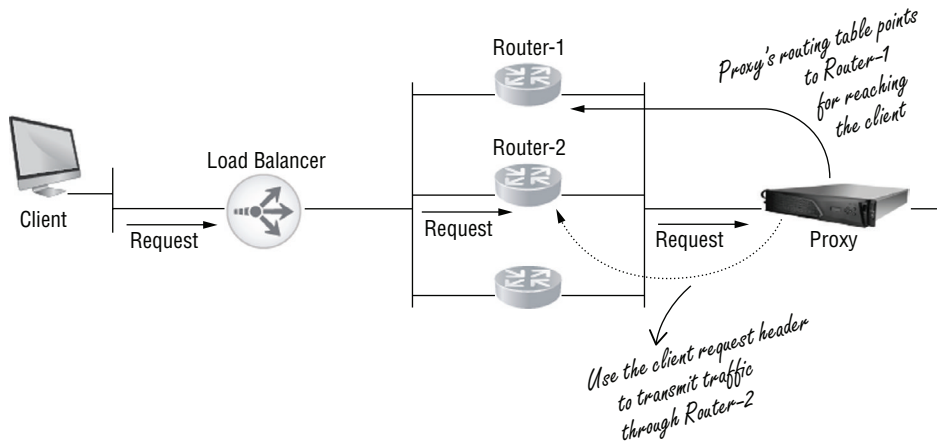 Router-1
Proxy's routing table points
to Router-1
for reaching
the client
Load Balancer
Router-2
Client
Request
Request
Request
Proxy
Use the client request header
to transmit traffic
through Router-2